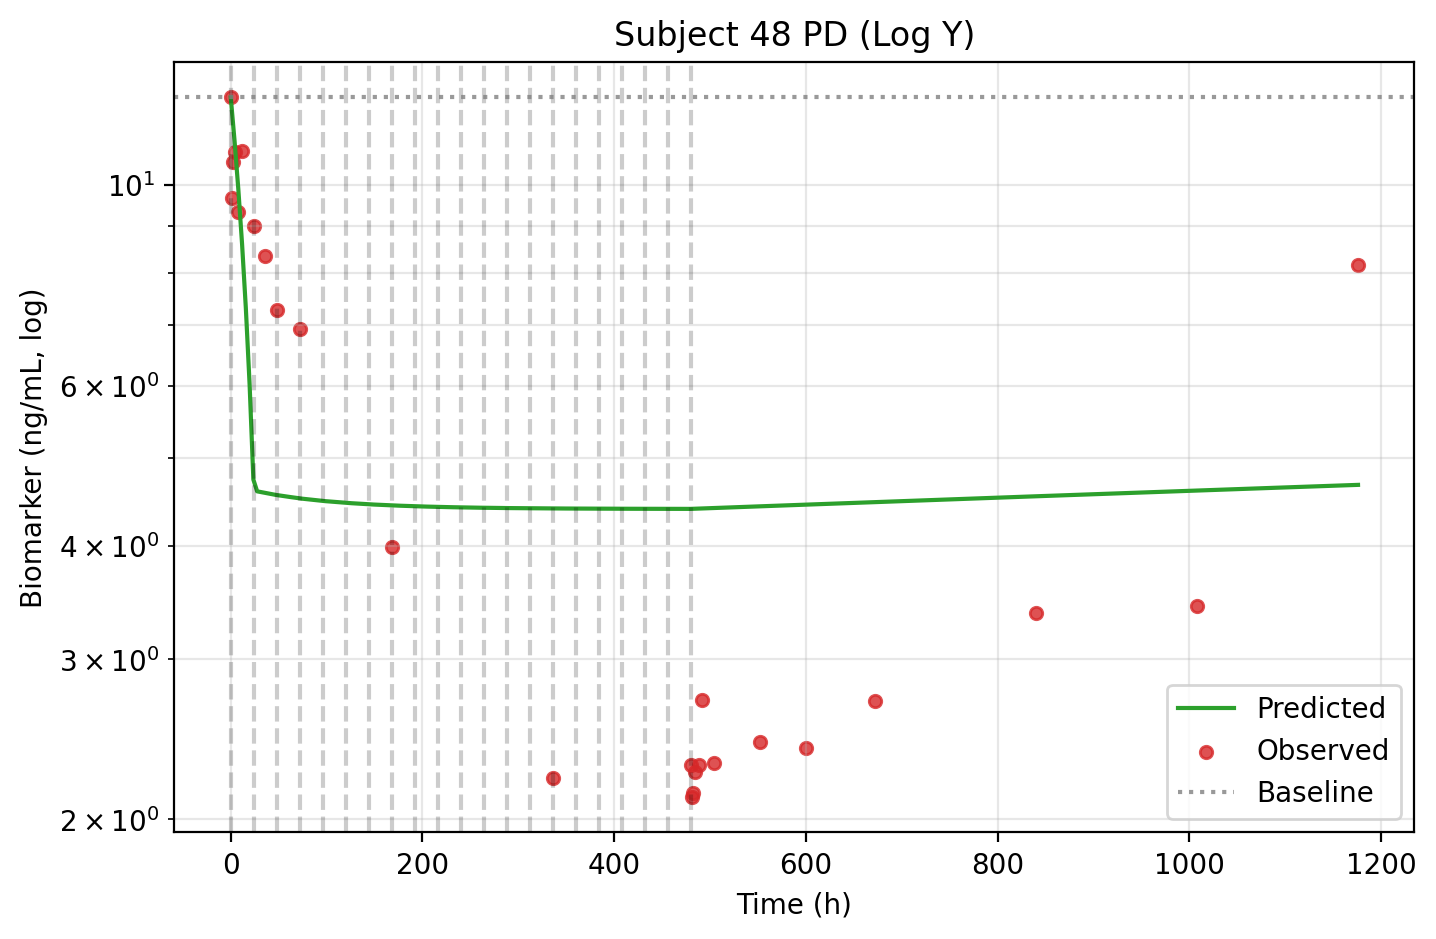 Subject 48 PD (Log Y)
Biomarker (ng/mL, log)
10¹
6 × 10⁰
4 × 10⁰
3 × 10⁰
2 × 10⁰
Predicted
Observed
Baseline
0 200 400 600 800 1000 1200
Time (h)